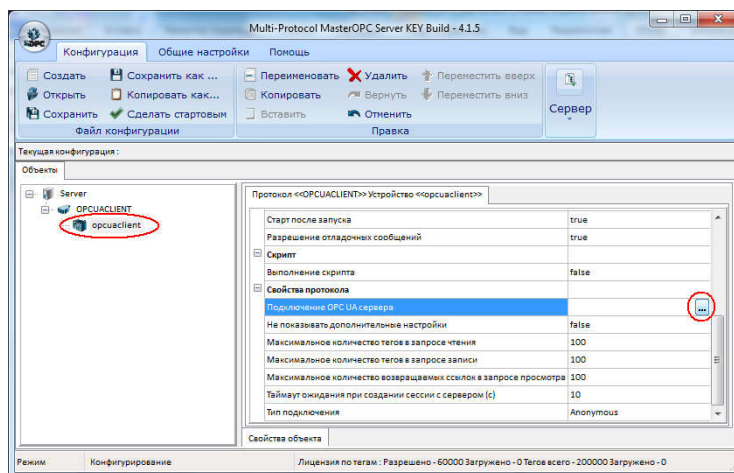 Multi-Protocol MasterOPC Server KEY Build - 4.1.5
Конфигурация Общие настройки Помощь
Создать Сохранить как ... Переименовать Удалить Переместить вверх
Открыть Копировать как... Копировать Вернуть Переместить вниз
Сохранить Сделать стартовым Вставить Отменить Сервер
Файл конфигурации Правка
Текущая конфигурация :
Объекты
Server
OPCUACLIENT
opcuaclient
Протокол <<OPCUACLIENT>> Устройство <<opcuaclient>>
Старт после запуска true
Разрешение отладочных сообщений true
Скрипт
Выполнение скрипта false
Свойства протокола
Подключение OPC UA сервера ...
Не показывать дополнительные настройки false
Максимальное количество тегов в запросе чтения 100
Максимальное количество тегов в запросе записи 100
Максимальное количество возвращаемых ссылок в запросе просмотра 100
Таймаут ожидания при создании сессии с сервером (с) 10
Тип подключения Anonymous
Свойства объекта
Режим Конфигурирование Лицензия по тегам : Разрешено - 60000 Загружено - 0 Тегов всего - 200000 Загружено - 0